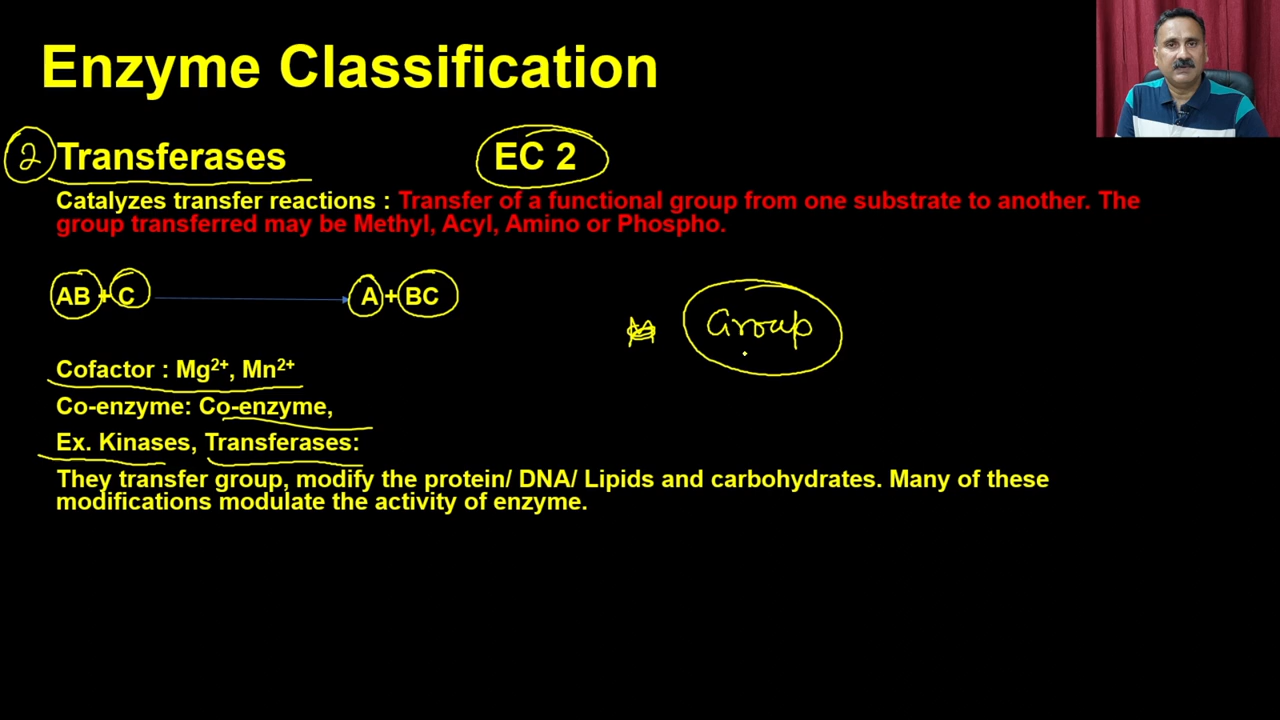 Enzyme Classification
2 Transferases EC 2
Catalyzes transfer reactions : Transfer of a functional group from one substrate to another. The
group transferred may be Methyl, Acyl, Amino or Phospho.
AB + C A + BC
Group
Cofactor : Mg²⁺, Mn²⁺
Co-enzyme: Co-enzyme,
Ex. Kinases, Transferases:
They transfer group, modify the protein/ DNA/ Lipids and carbohydrates. Many of these
modifications modulate the activity of enzyme.